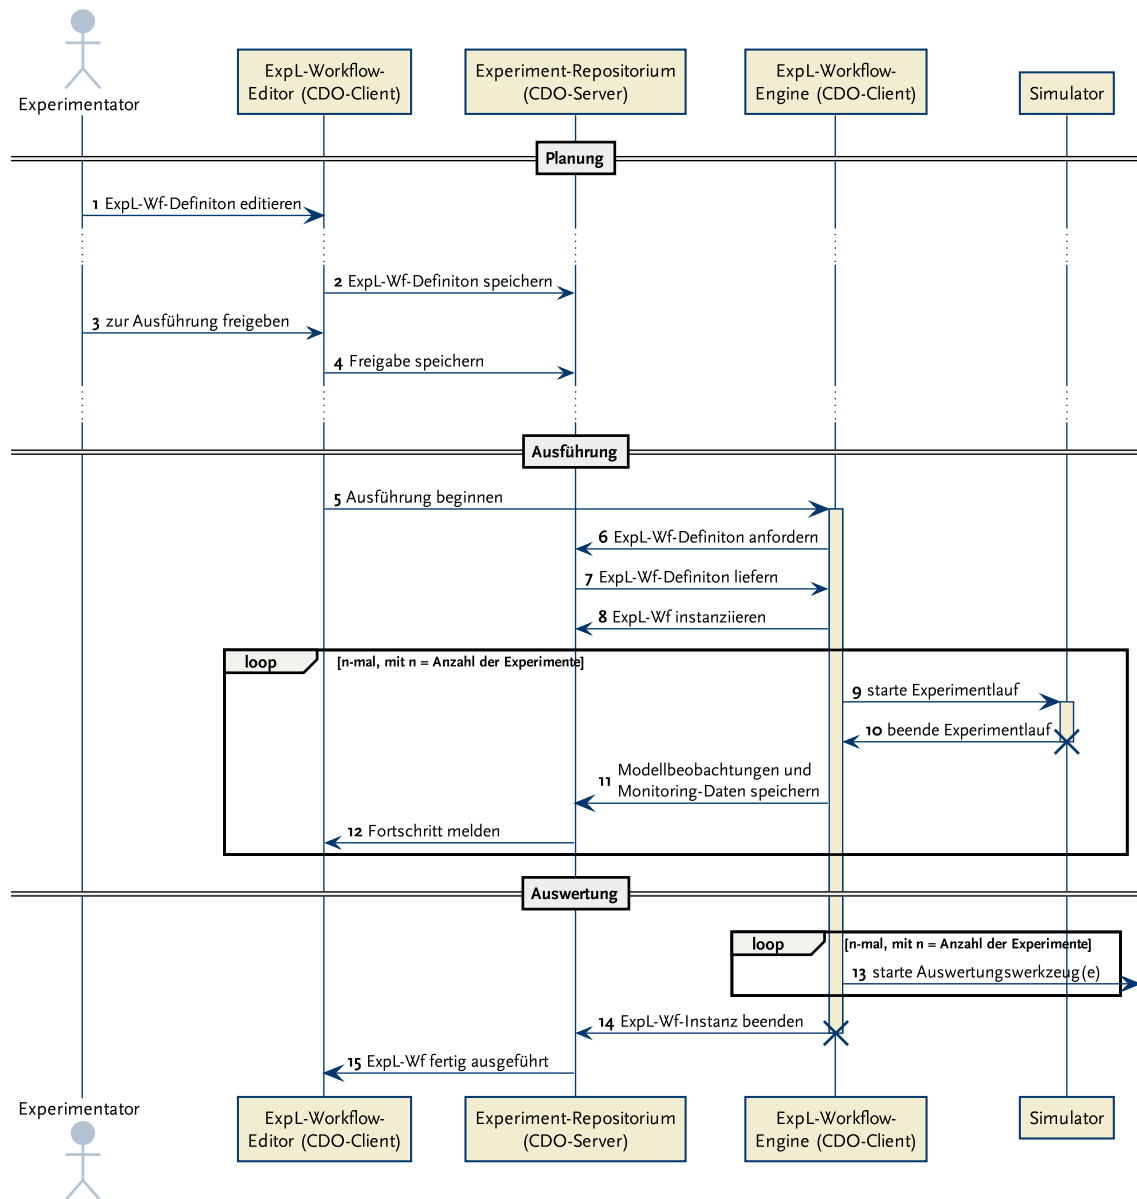 Experimentator
ExpL-Workflow-
Editor (CDO-Client)
Experiment-Repositorium
(CDO-Server)
ExpL-Workflow-
Engine (CDO-Client)
Simulator
Planung
1 ExpL-Wf-Definiton editieren
2 ExpL-Wf-Definiton speichern
3 zur Ausführung freigeben
4 Freigabe speichern
Ausführung
5 Ausführung beginnen
6 ExpL-Wf-Definiton anfordern
7 ExpL-Wf-Definiton liefern
8 ExpL-Wf instanziieren
loop [n-mal, mit n = Anzahl der Experimente]
9 starte Experimentlauf
10 beende Experimentlauf
11 Modellbeobachtungen und
Monitoring-Daten speichern
12 Fortschritt melden
Auswertung
loop [n-mal, mit n = Anzahl der Experimente]
13 starte Auswertungswerkzeug(e)
14 ExpL-Wf-Instanz beenden
15 ExpL-Wf fertig ausgeführt
Experimentator
ExpL-Workflow-
Editor (CDO-Client)
Experiment-Repositorium
(CDO-Server)
ExpL-Workflow-
Engine (CDO-Client)
Simulator